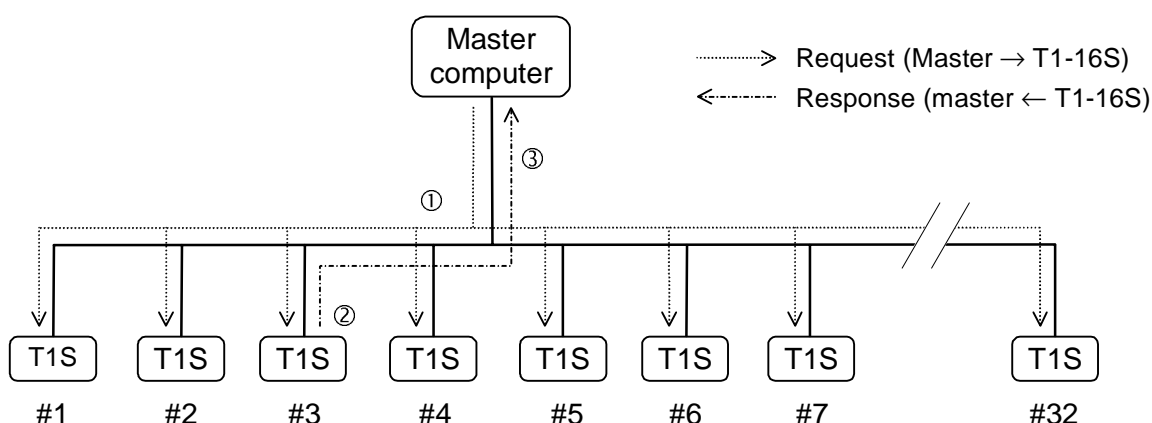 Master
computer
Request (Master → T1-16S)
Response (master ← T1-16S)
③
①
②
T1S T1S T1S T1S T1S T1S T1S T1S
#1 #2 #3 #4 #5 #6 #7 #32